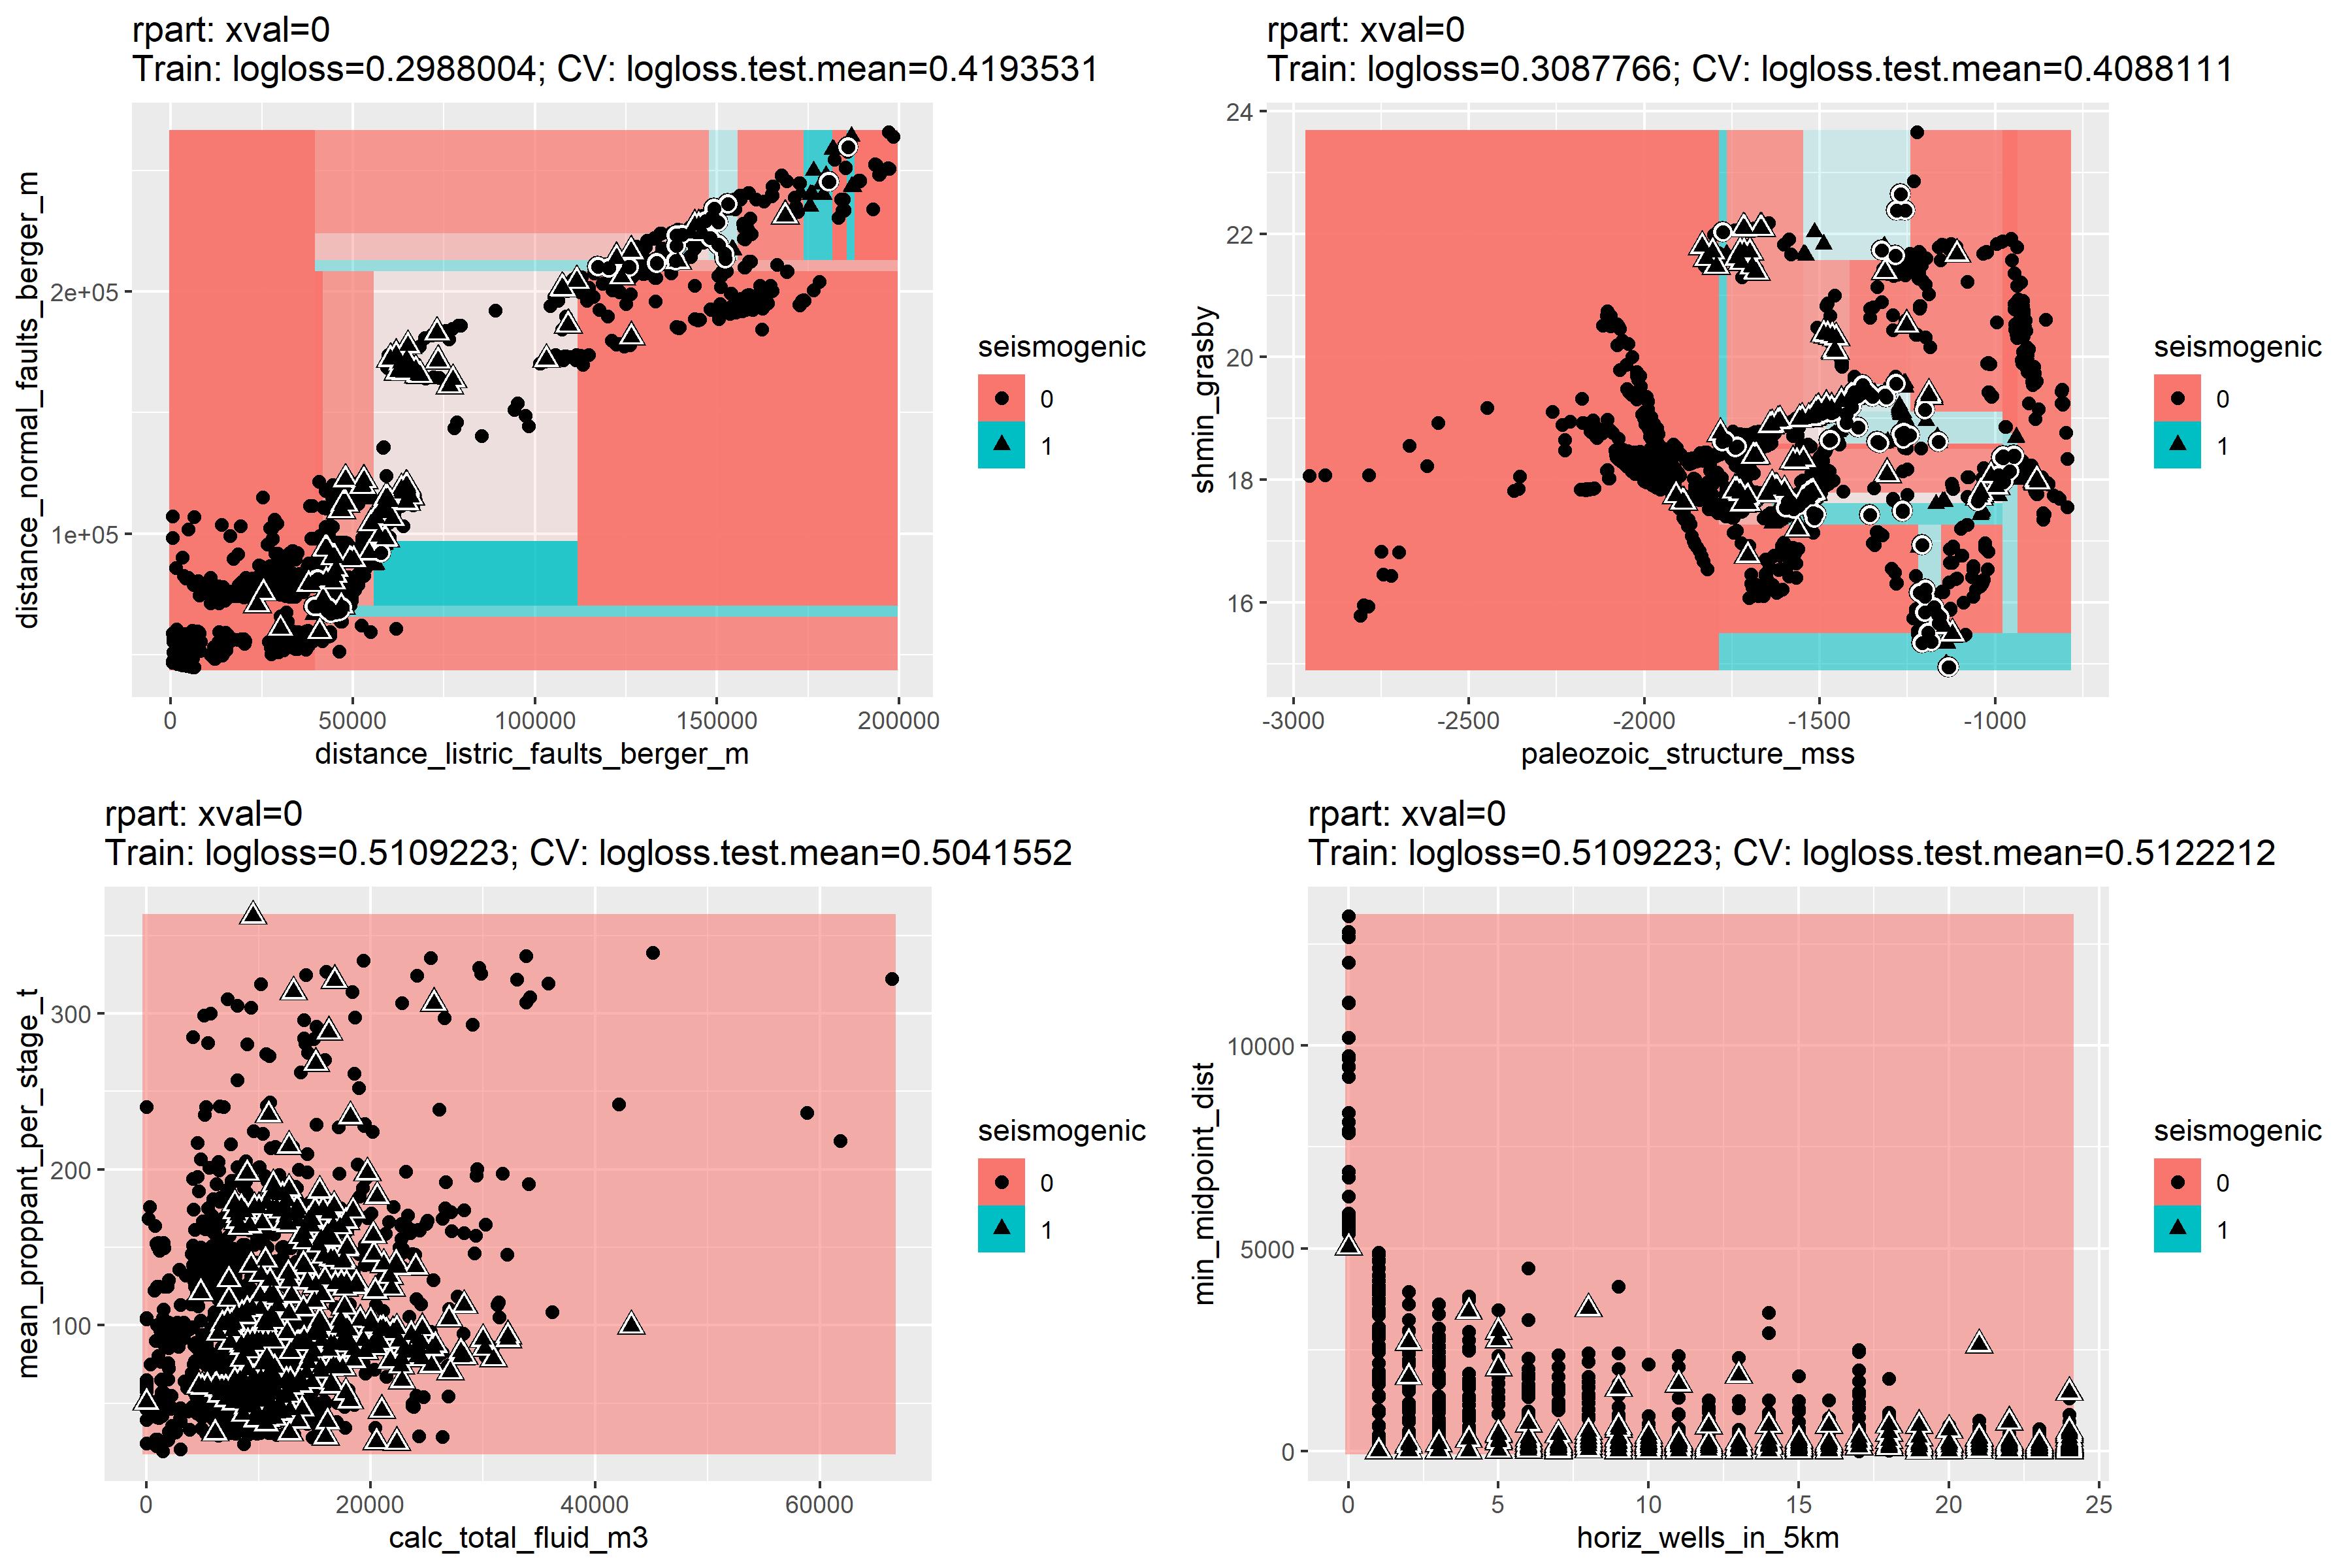 rpart: xval=0
Train: logloss=0.2988004; CV: logloss.test.mean=0.4193531
distance_normal_faults_berger_m
2e+05
1e+05
0
50000
100000
150000
200000
distance_listric_faults_berger_m
seismogenic
0
1
rpart: xval=0
Train: logloss=0.3087766; CV: logloss.test.mean=0.4088111
shmin_grasby
24
22
20
18
16
-3000
-2500
-2000
-1500
-1000
paleozoic_structure_mss
seismogenic
0
1
rpart: xval=0
Train: logloss=0.5109223; CV: logloss.test.mean=0.5041552
mean_proppant_per_stage_t
300
200
100
0
20000
40000
60000
calc_total_fluid_m3
seismogenic
0
1
rpart: xval=0
Train: logloss=0.5109223; CV: logloss.test.mean=0.5122212
min_midpoint_dist
10000
5000
0
0
5
10
15
20
25
horiz_wells_in_5km
seismogenic
0
1